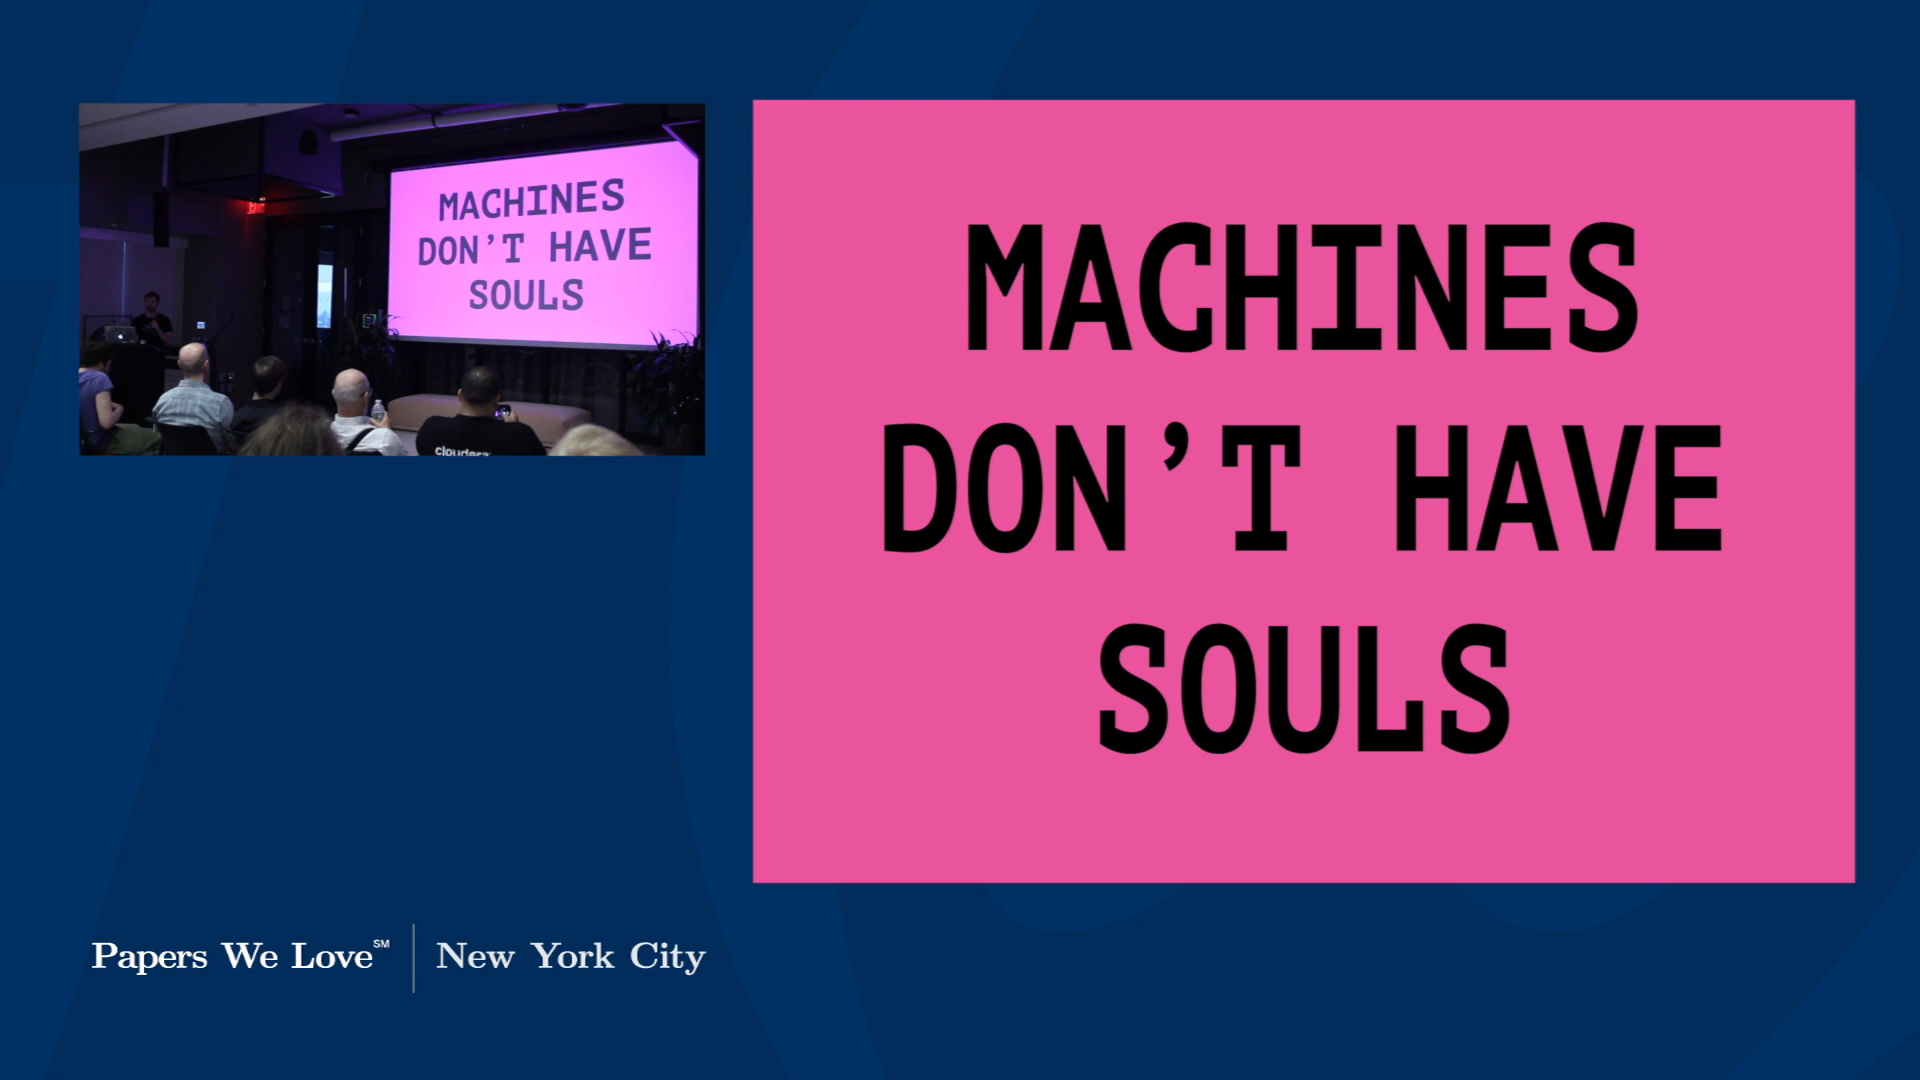 MACHINES
DON’T HAVE
SOULS
MACHINES
DON’T HAVE
SOULS
Papers We Love℠ | New York City